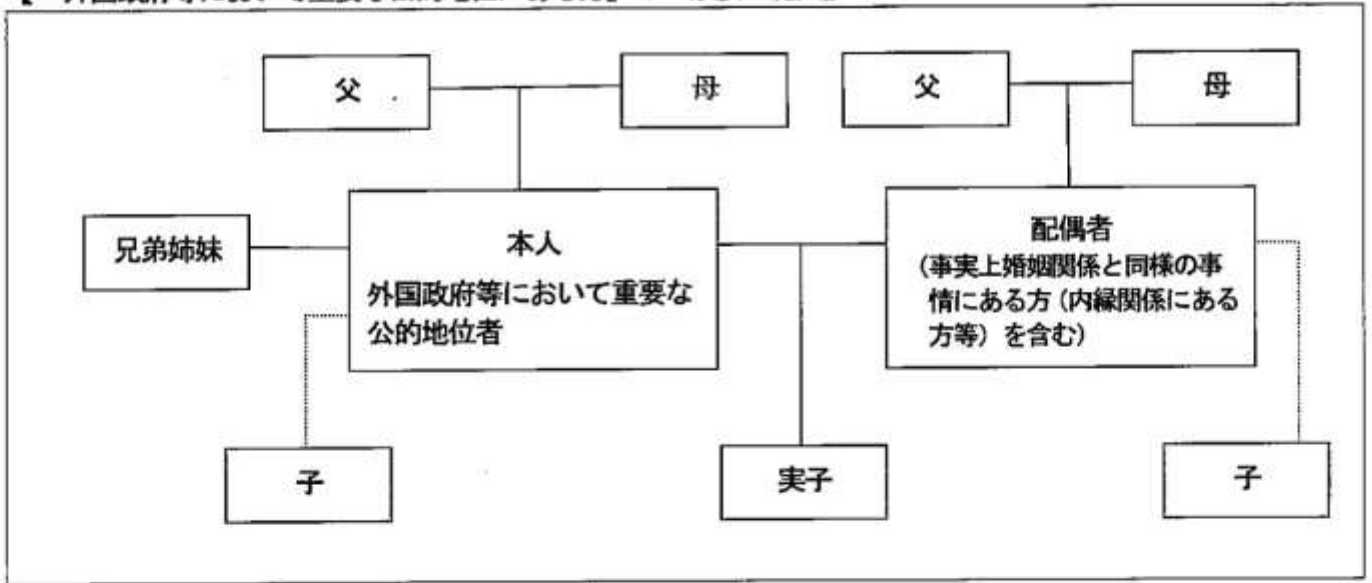 父 母 父 母
兄弟姉妹
本人
外国政府等において重要な
公的地位者
配偶者
(事実上婚姻関係と同様の事
情にある方(内縁関係にある
方等)を含む)
子 実子 子